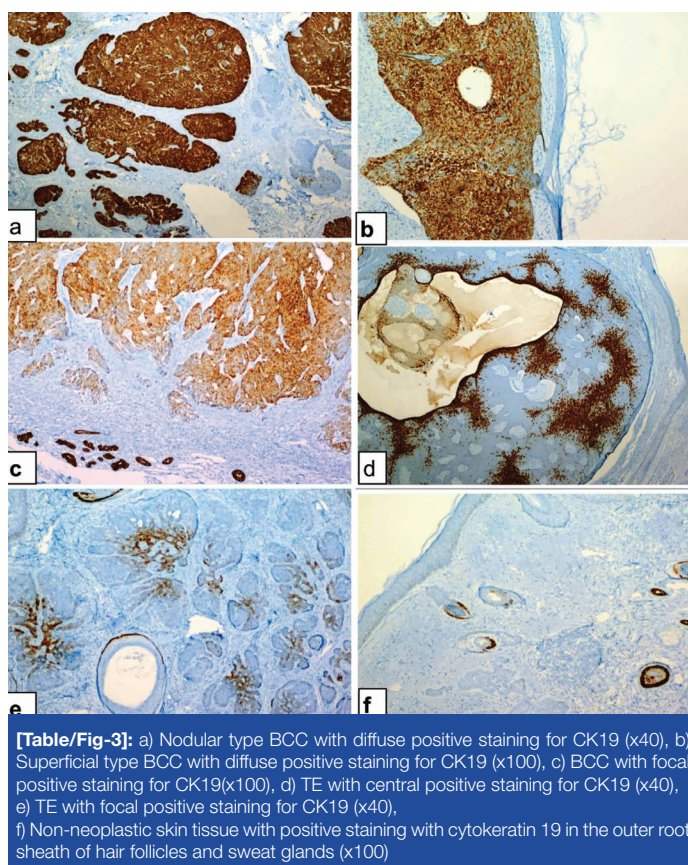 a
b
c
d
e
f
[Table/Fig-3]: a) Nodular type BCC with diffuse positive staining for CK19 (x40), b)
Superficial type BCC with diffuse positive staining for CK19 (x100), c) BCC with focal
positive staining for CK19(x100), d) TE with central positive staining for CK19 (x40),
e) TE with focal positive staining for CK19 (x40),
f) Non-neoplastic skin tissue with positive staining with cytokeratin 19 in the outer root
sheath of hair follicles and sweat glands (x100)